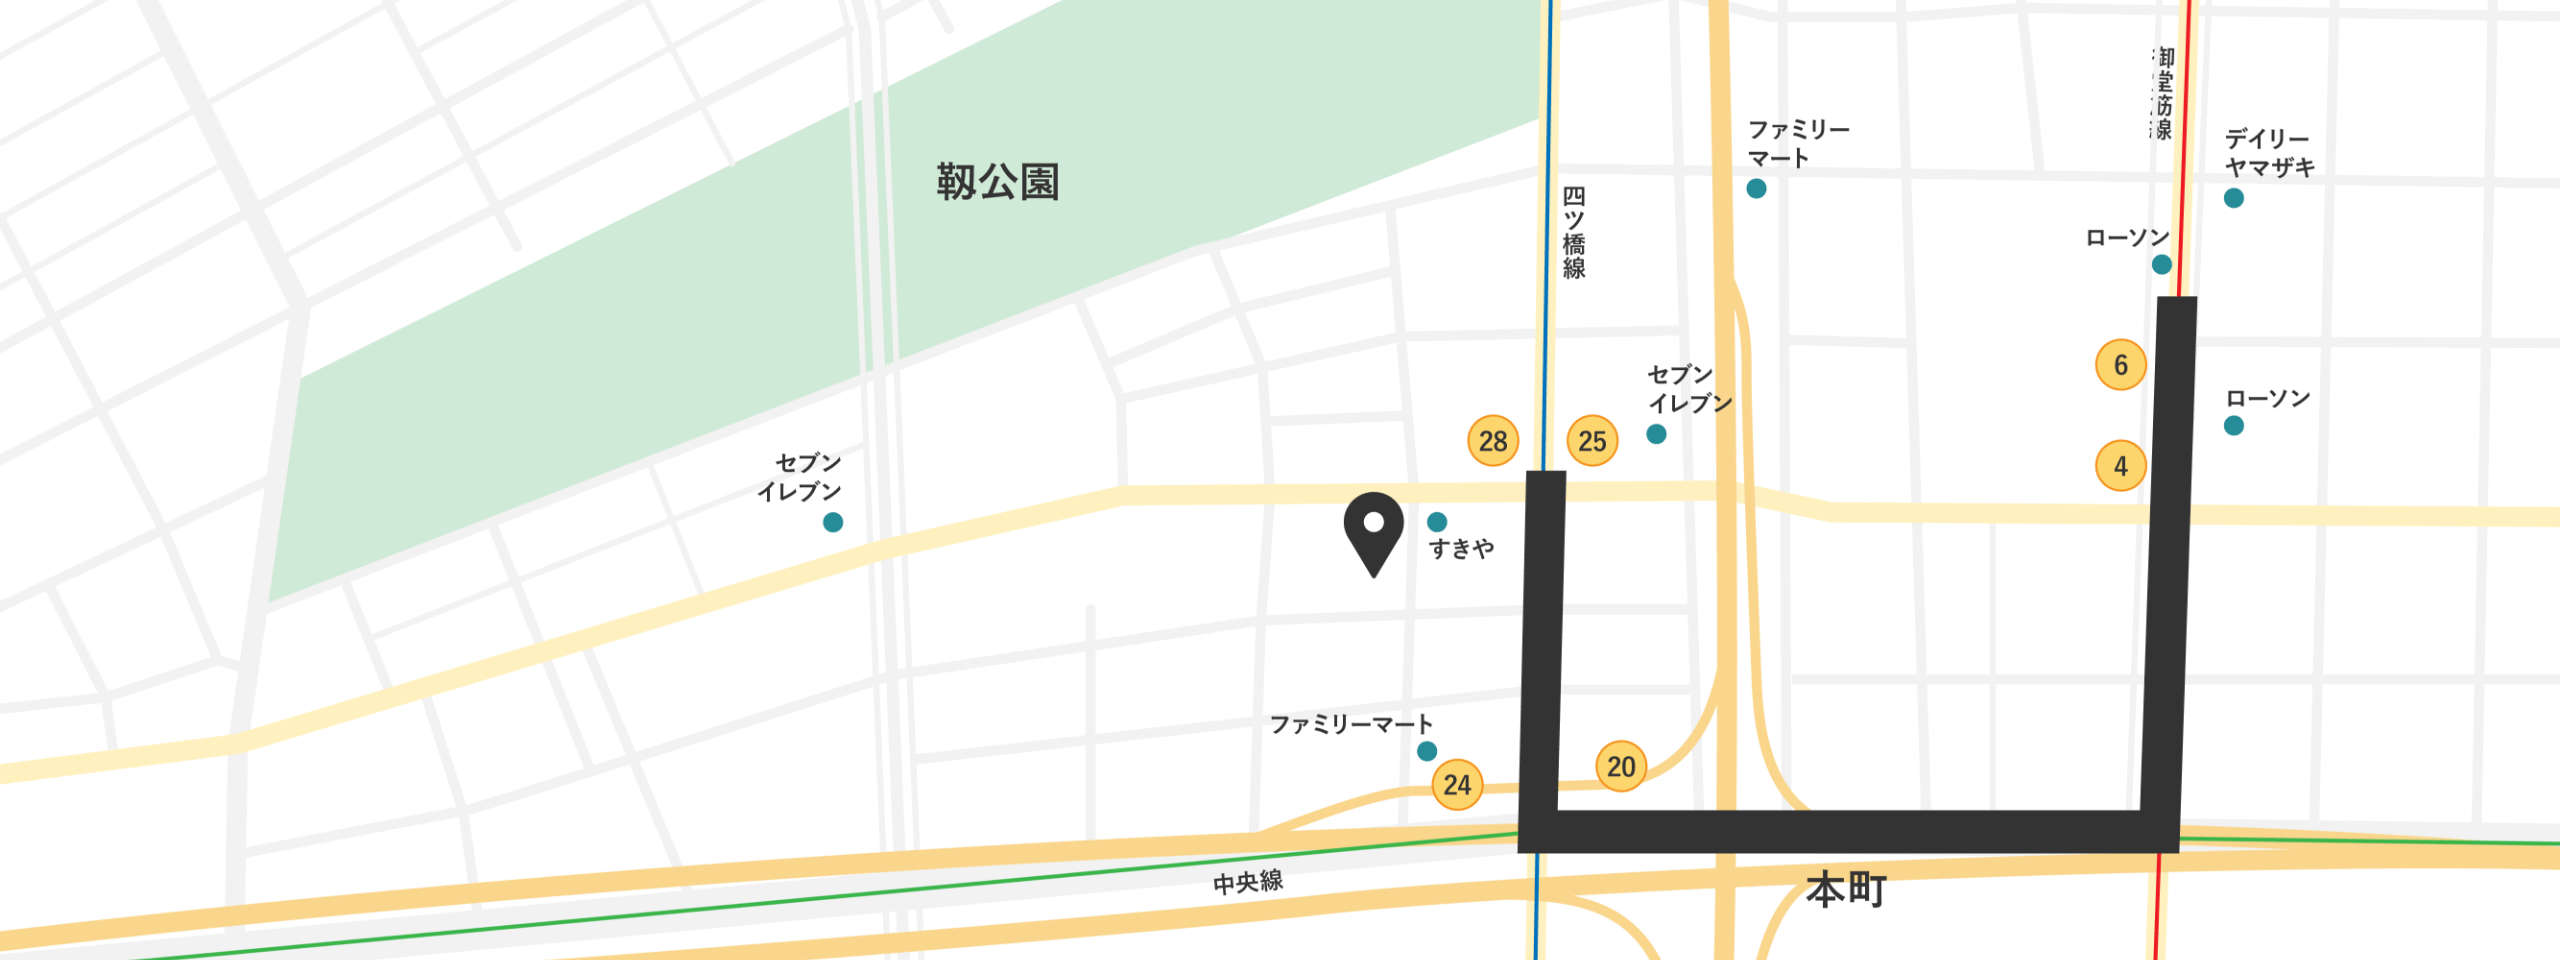 御堂筋線
ファミリー
マート
デイリー
ヤマザキ
靱公園
四ツ橋線
ローソン
6
セブン
イレブン
ローソン
28
25
4
セブン
イレブン
すきや
ファミリーマート
20
24
中央線
本町